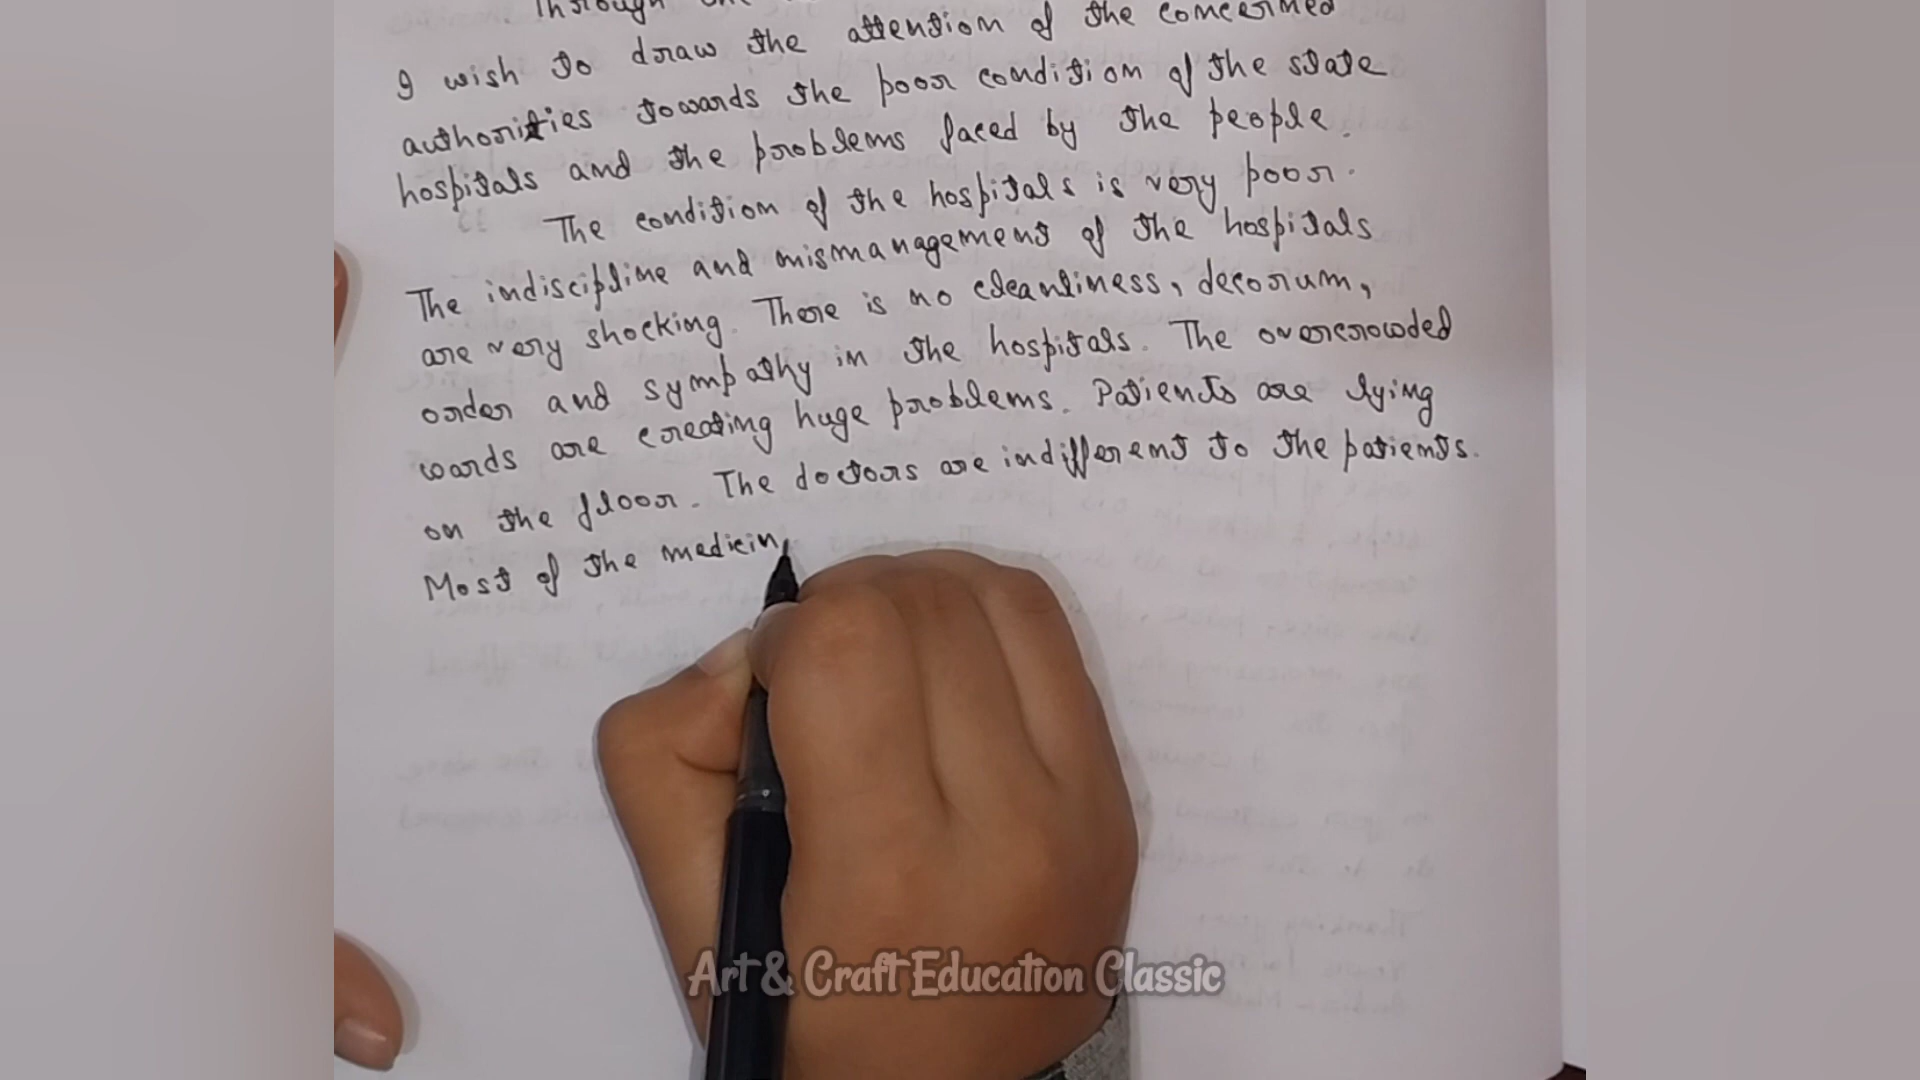 Through
I wish to draw the attention of the concerned
authorities towards the poor condition of the state
hospitals and the problems faced by the people.
The condition of the hospitals is very poor.
The indiscipline and mismanagement of the hospitals
are very shocking. There is no cleanliness, decorum,
order and sympathy in the hospitals. The overcrowded
wards are creating huge problems. Patients are lying
on the floor. The doctors are indifferent to the patients.
Most of the medicin
Art & Craft Education Classic